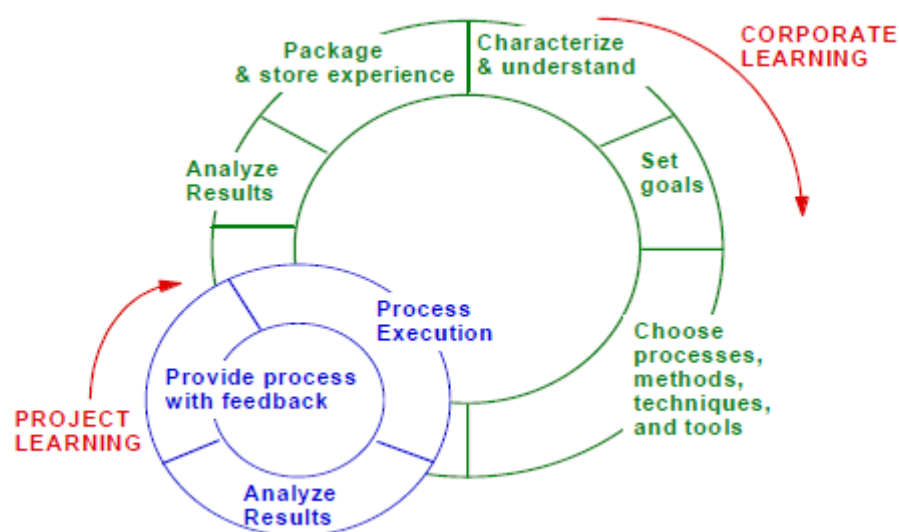 Package
& store experience
Characterize
& understand
CORPORATE
LEARNING
Set
goals
Analyze
Results
Choose
processes,
methods,
techniques,
and tools
Process
Execution
Provide process
with feedback
Analyze
Results
PROJECT
LEARNING